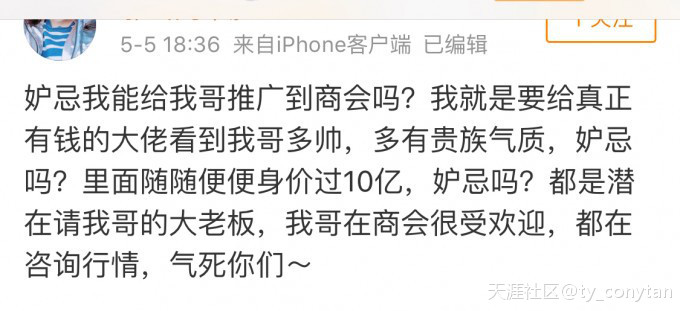 5-5 18:36 来自iPhone客户端 已编辑
妒忌我能给我哥推广到商会吗？我就是要给真正
有钱的大佬看到我哥多帅，多有贵族气质，妒忌
吗？里面随随便便身价过10亿，妒忌吗？都是潜
在请我哥的大老板，我哥在商会很受欢迎，都在
咨询行情，气死你们～
天涯社区@ty_conytan